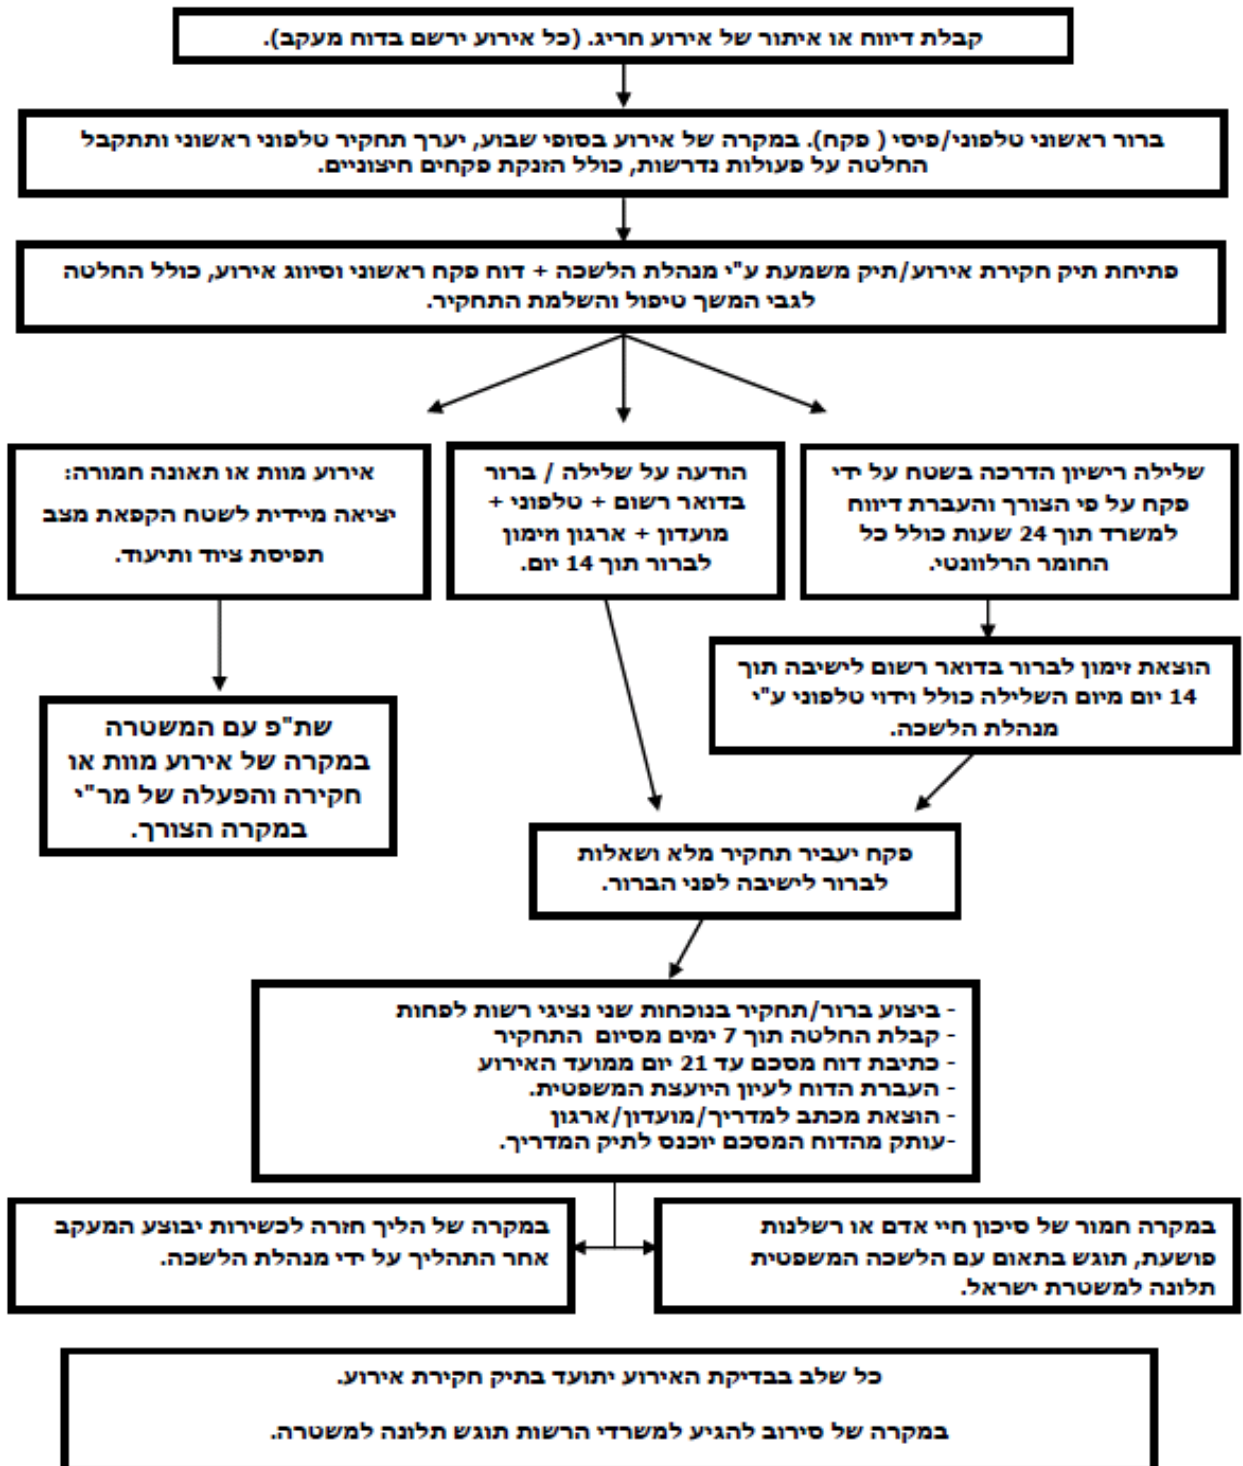 קבלת דיווח או איתור של אירוע חריג. (כל אירוע ירשם בדוח מעקב).
ברור ראשוני טלפוני/פיסי ( פקח). במקרה של אירוע בסופי שבוע, יערך תחקיר טלפוני ראשוני ותתקבל
החלטה על פעולות נדרשות, כולל הזנקת פקחים חיצוניים.
פתיחת תיק חקירת אירוע/תיק משמעת ע"י מנהלת הלשכה + דוח פקח ראשוני וסיווג אירוע, כולל החלטה
לגבי המשך טיפול והשלמת התחקיר.
שלילה רישיון הדרכה בשטח על ידי
פקח על פי הצורך והעברת דיווח
למשרד תוך 24 שעות כולל כל
החומר הרלוונטי.
הודעה על שלילה / ברור
בדואר רשום + טלפוני +
מועדון + ארגון וזימון
לברור תוך 14 יום.
אירוע מוות או תאונה חמורה:
יציאה מיידית לשטח הקפאת מצב
תפיסת ציוד ותיעוד.
הוצאת זימון לברור בדואר רשום לישיבה תוך
14 יום מיום השלילה כולל וידוי טלפוני ע"י
מנהלת הלשכה.
שת"פ עם המשטרה
במקרה של אירוע מוות או
חקירה והפעלה של מר"י
במקרה הצורך.
פקח יעביר תחקיר מלא ושאלות
לברור לישיבה לפני הברור.
- ביצוע ברור/תחקיר בנוכחות שני נציגי רשות לפחות
- קבלת החלטה תוך 7 ימים מסיום התחקיר
- כתיבת דוח מסכם עד 21 יום ממועד האירוע
- העברת הדוח לעיון היועצת המשפטית.
- הוצאת מכתב למדריך/מועדון/ארגון
-עותק מהדוח המסכם יוכנס לתיק המדריך.
במקרה חמור של סיכון חיי אדם או רשלנות
פושעת, תוגש בתאום עם הלשכה המשפטית
תלונה למשטרת ישראל.
במקרה של הליך חזרה לכשירות יבוצע המעקב
אחר התהליך על ידי מנהלת הלשכה.
כל שלב בבדיקת האירוע יתועד בתיק חקירת אירוע.
במקרה של סירוב להגיע למשרדי הרשות תוגש תלונה למשטרה.